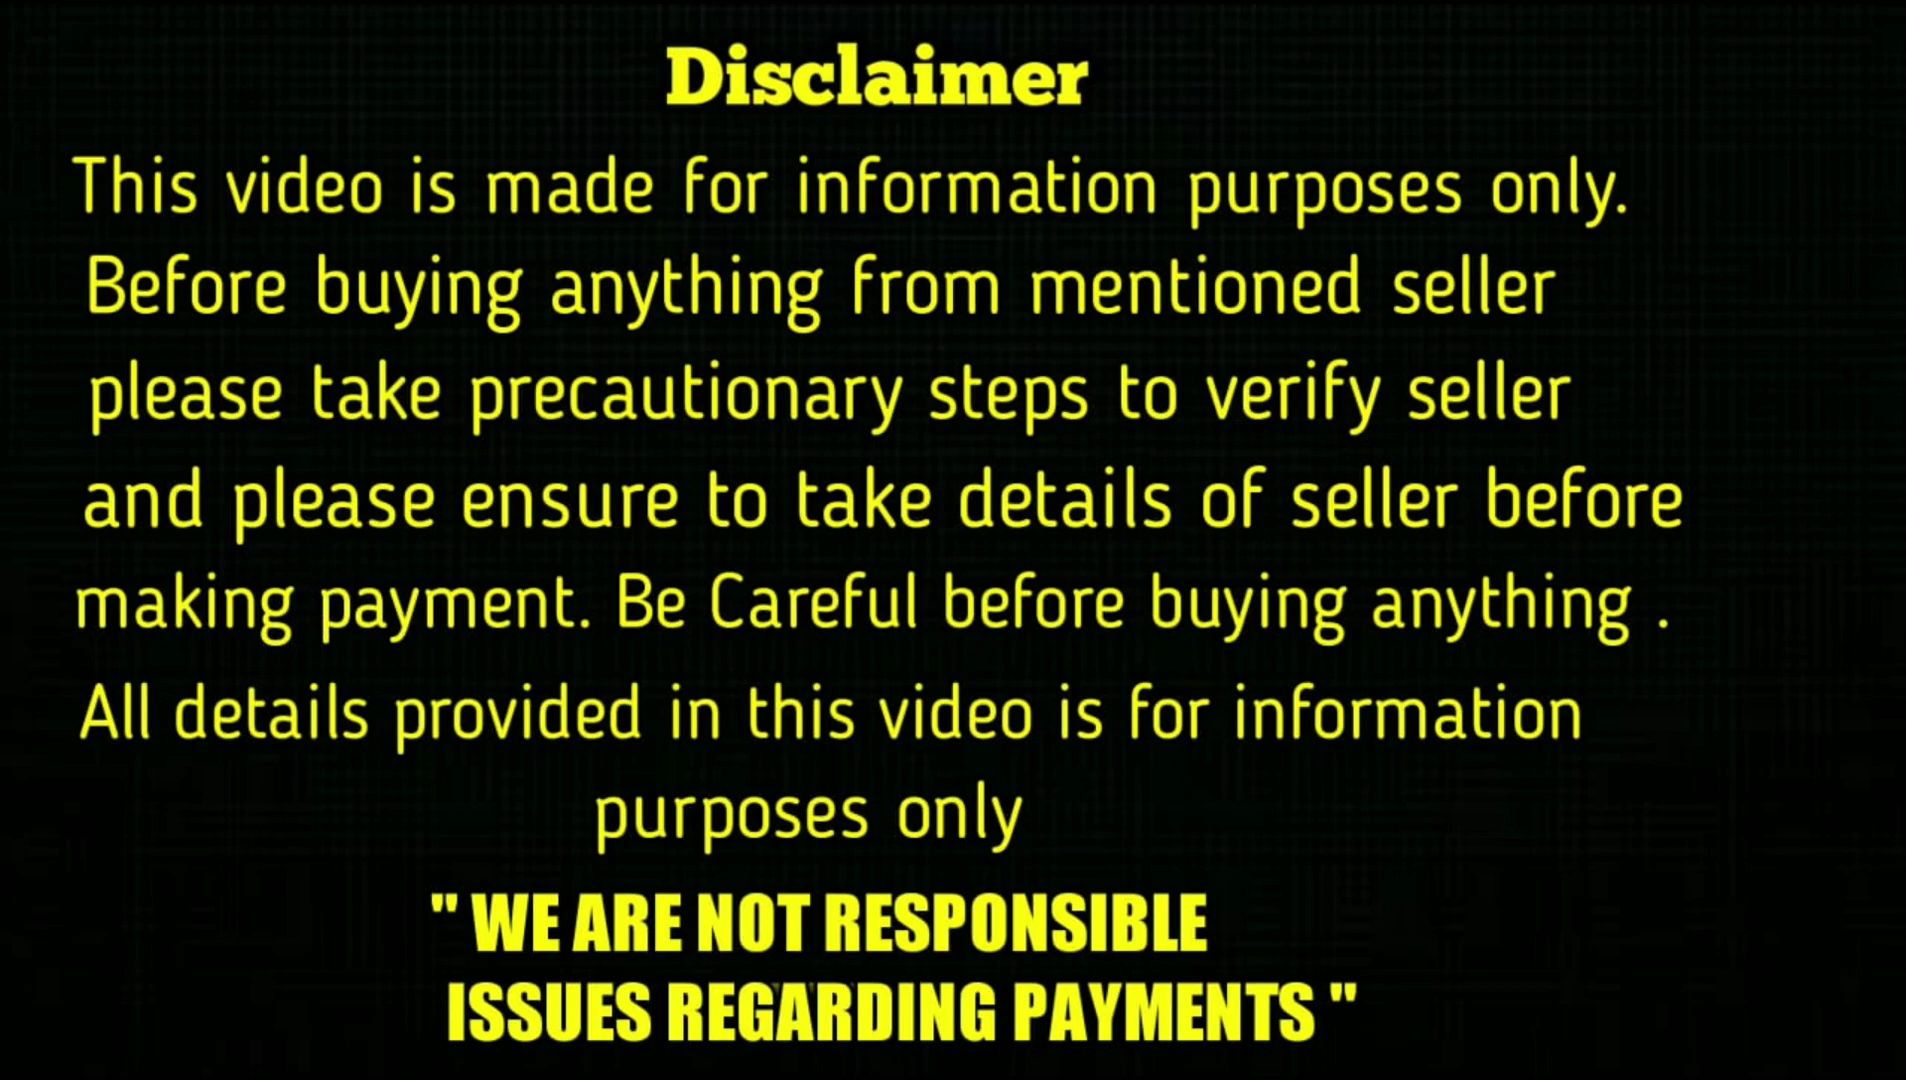 Disclaimer
This video is made for information purposes only.
Before buying anything from mentioned seller
please take precautionary steps to verify seller
and please ensure to take details of seller before
making payment. Be Careful before buying anything .
All details provided in this video is for information
purposes only
" WE ARE NOT RESPONSIBLE
ISSUES REGARDING PAYMENTS "